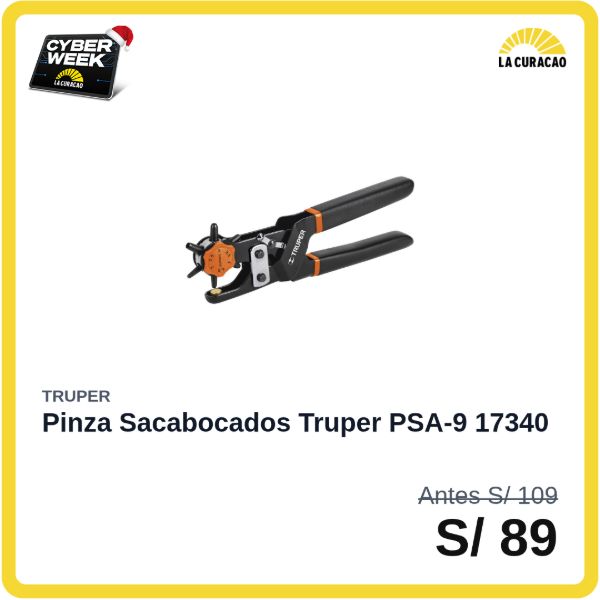 CYBER
WEEK
LA CURACAO
LA CURACAO
TRUPER
TRUPER
Pinza Sacabocados Truper PSA-9 17340
Antes S/ 109
S/ 89